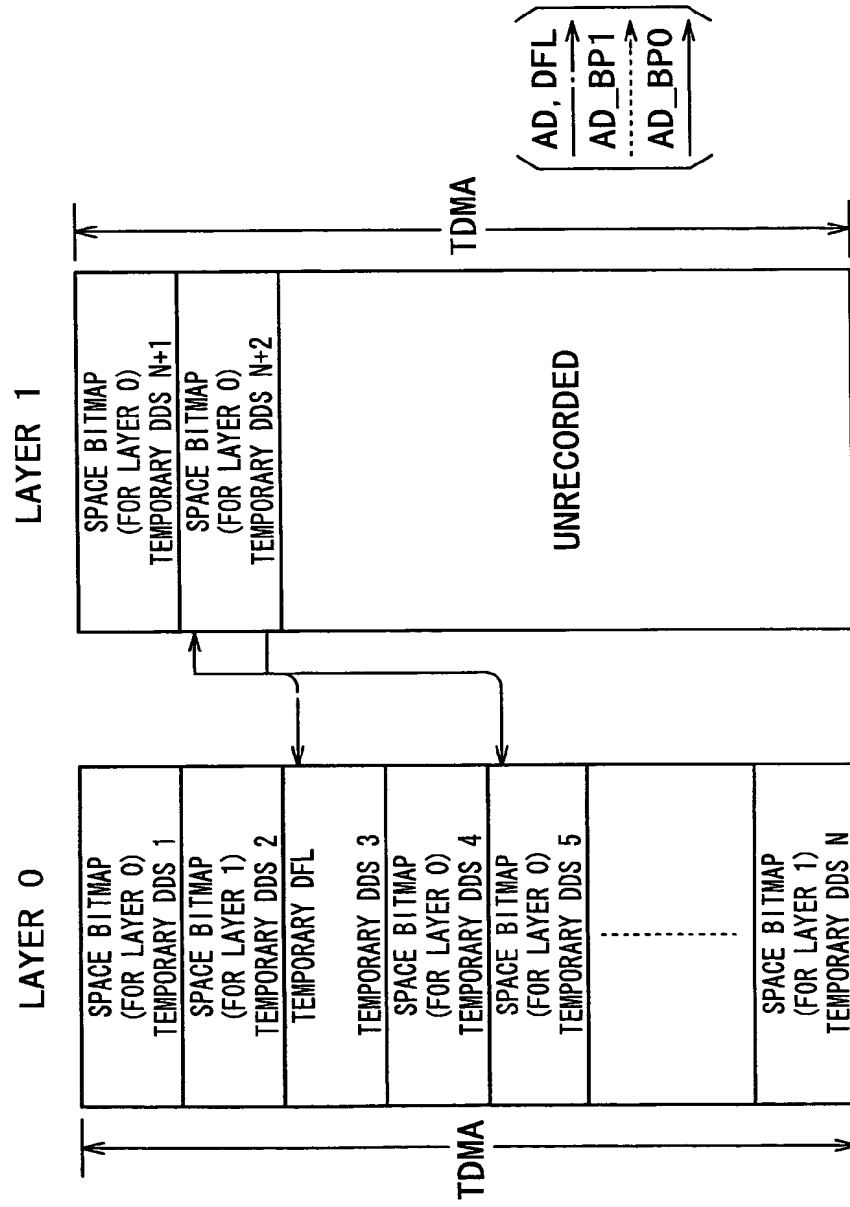 LAYER 0
SPACE BITMAP
(FOR LAYER 0)
TEMPORARY DDS 1
SPACE BITMAP
(FOR LAYER 1)
TEMPORARY DDS 2
TEMPORARY DFL
TEMPORARY DDS 3
SPACE BITMAP
(FOR LAYER 0)
TEMPORARY DDS 4
SPACE BITMAP
(FOR LAYER 0)
TEMPORARY DDS 5
SPACE BITMAP
(FOR LAYER 1)
TEMPORARY DDS N
TDMA
LAYER 1
SPACE BITMAP
(FOR LAYER 0)
TEMPORARY DDS N+1
SPACE BITMAP
(FOR LAYER 0)
TEMPORARY DDS N+2
UNRECORDED
TDMA
AD, DFL
AD_BP1
AD_BP0